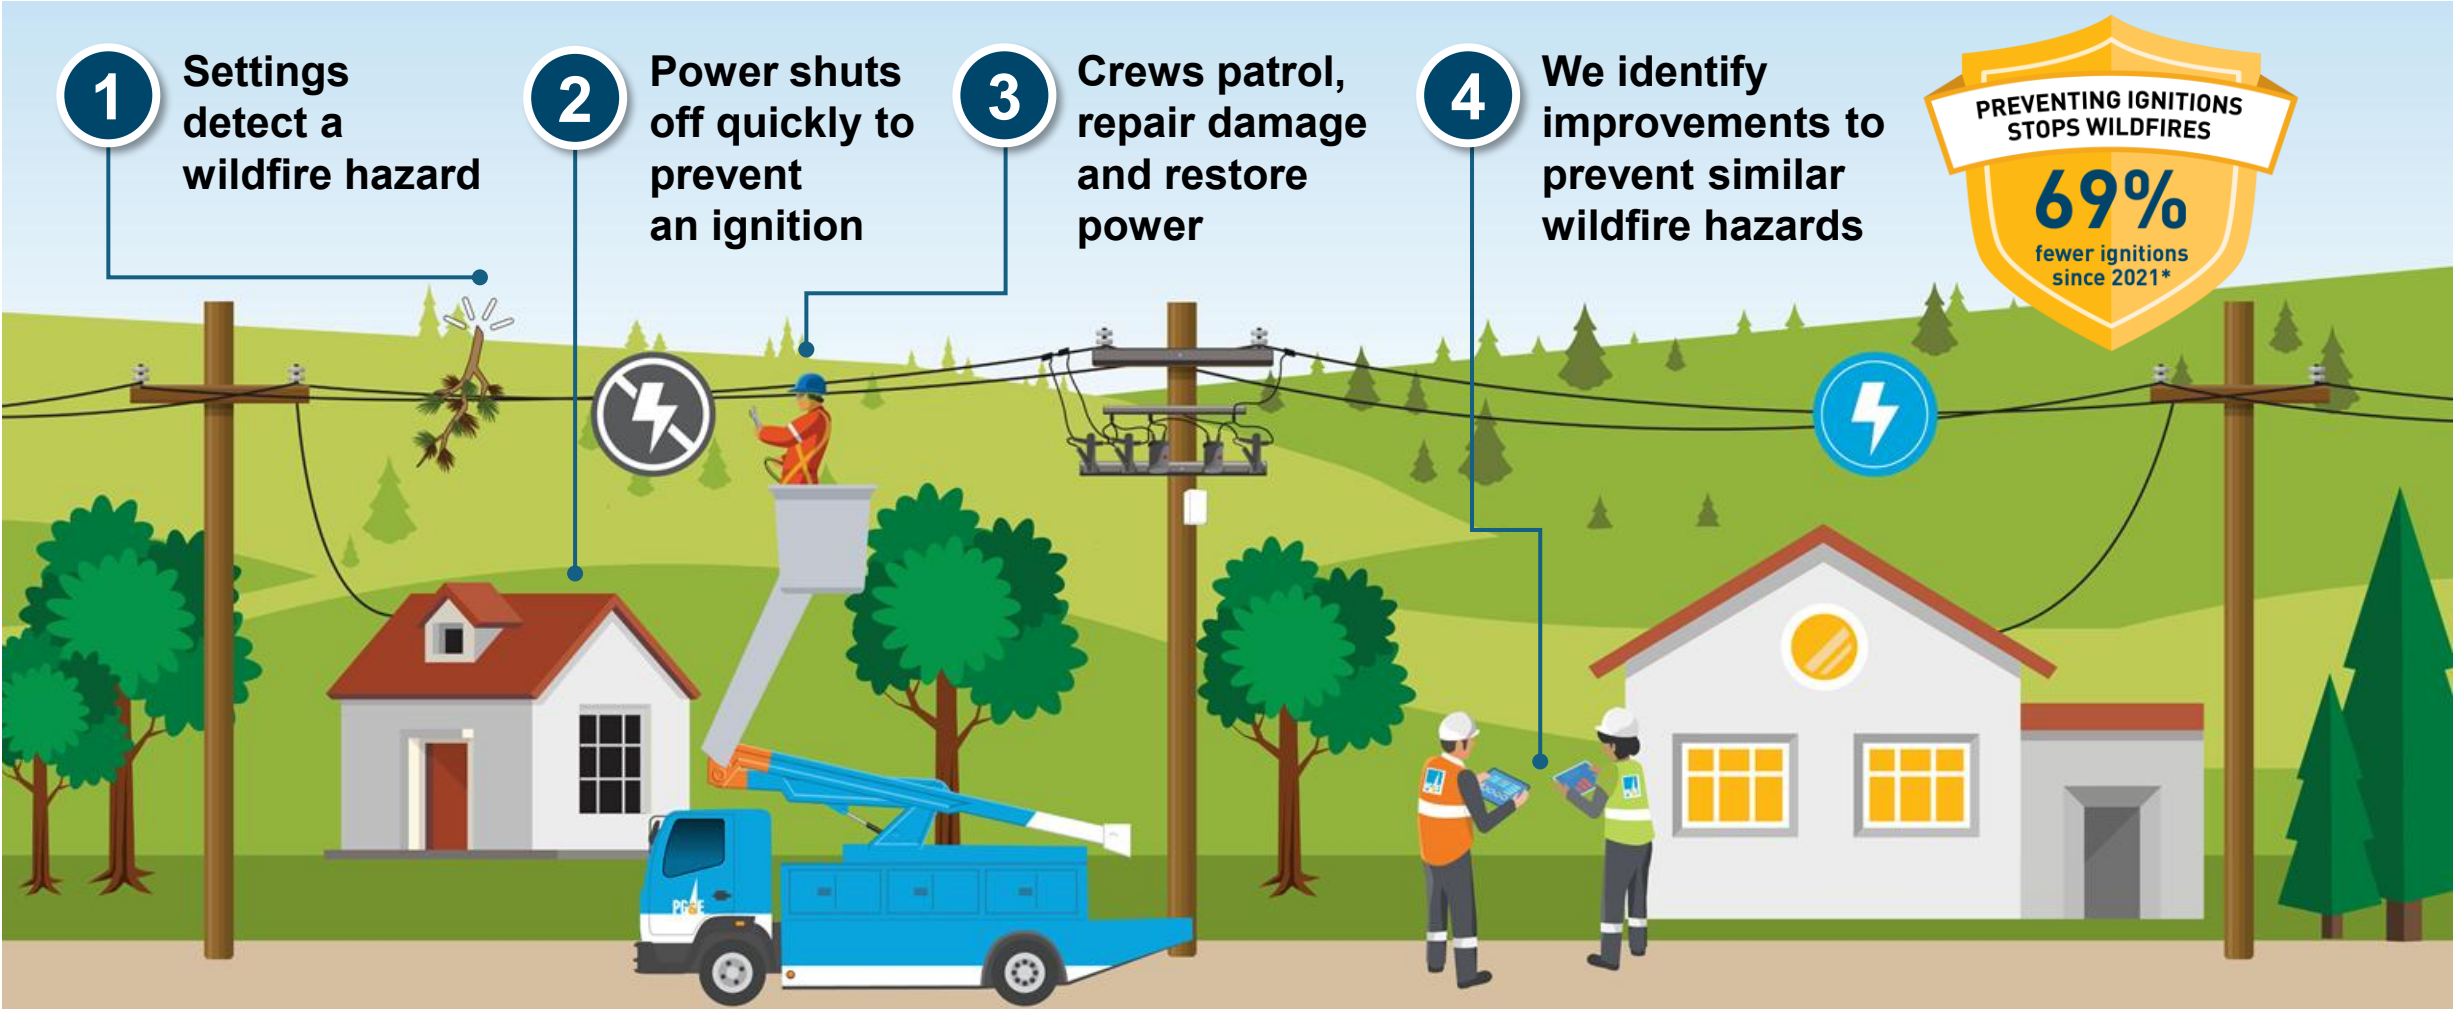 1
Settings
detect a
wildfire hazard
2
Power shuts
off quickly to
prevent
an ignition
3
Crews patrol,
repair damage
and restore
power
4
We identify
improvements to
prevent similar
wildfire hazards
PREVENTING IGNITIONS
STOPS WILDFIRES
69%
fewer ignitions
since 2021*
PG&E